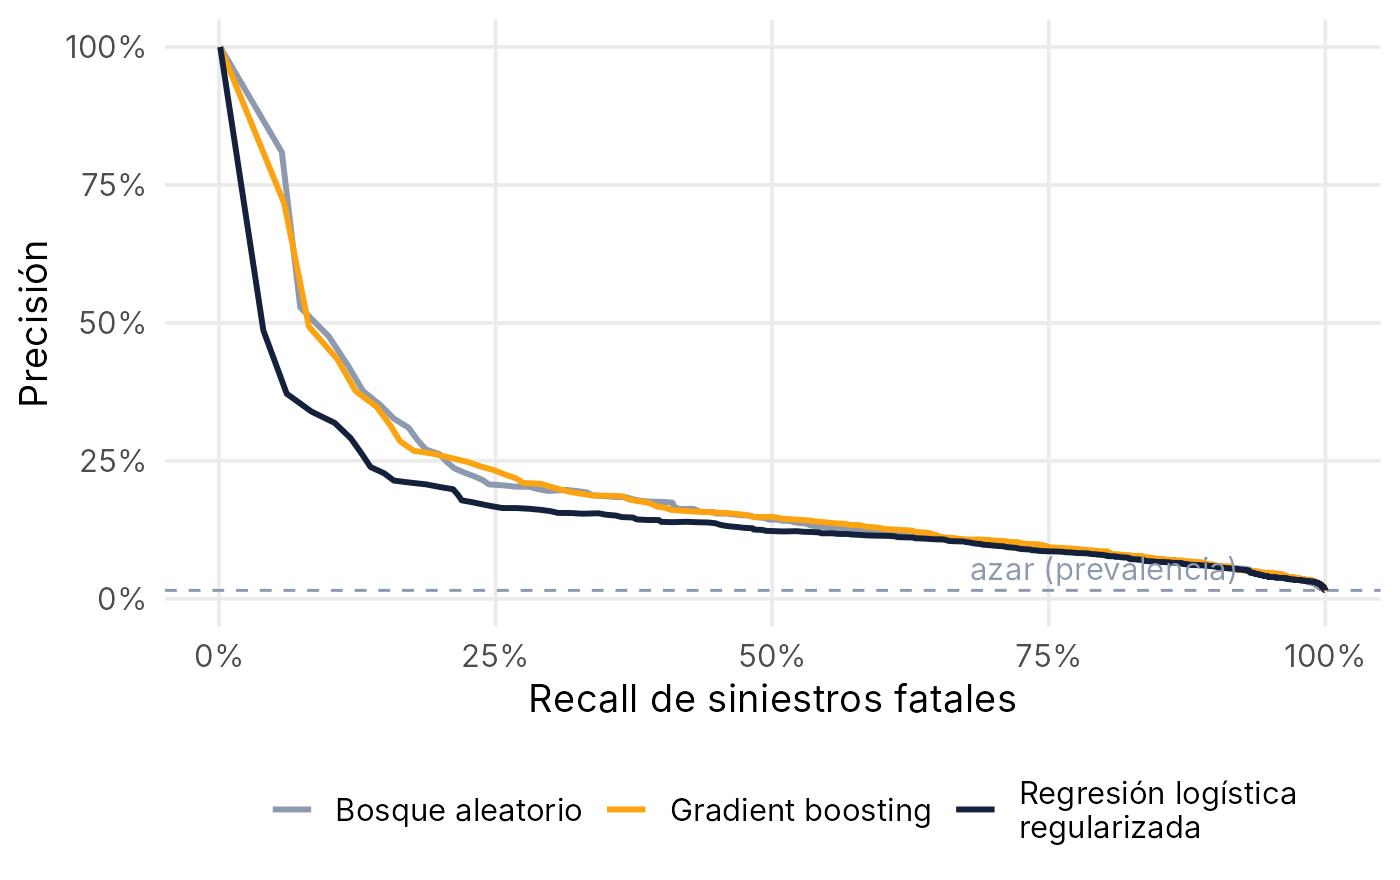 100%
75%
50%
25%
0%
Precisión
azar (prevalencia)
0%
25%
50%
75%
100%
Recall de siniestros fatales
Bosque aleatorio
Gradient boosting
Regresión logística
regularizada